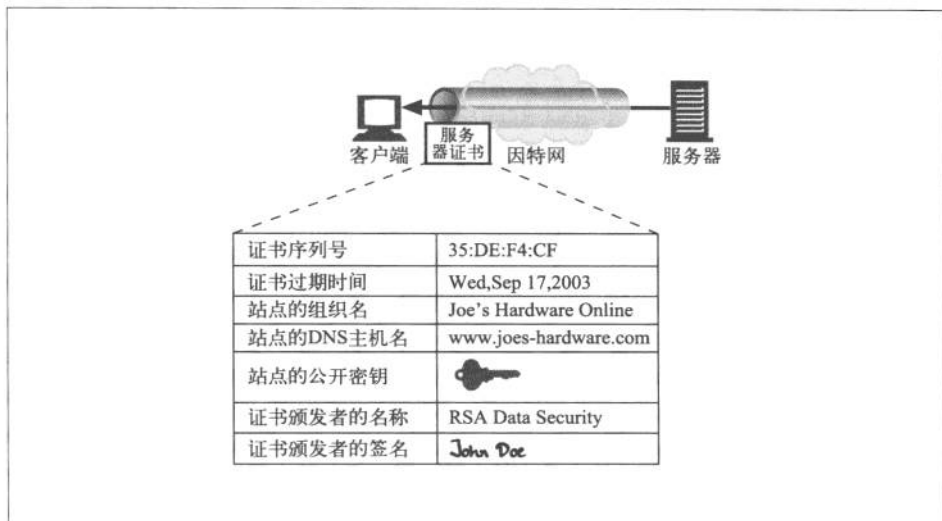 服务
器证书
客户端
因特网
服务器
证书序列号 35:DE:F4:CF
证书过期时间 Wed,Sep 17,2003
站点的组织名 Joe's Hardware Online
站点的DNS主机名 www.joes-hardware.com
站点的公开密钥
证书颁发者的名称 RSA Data Security
证书颁发者的签名 John Doe